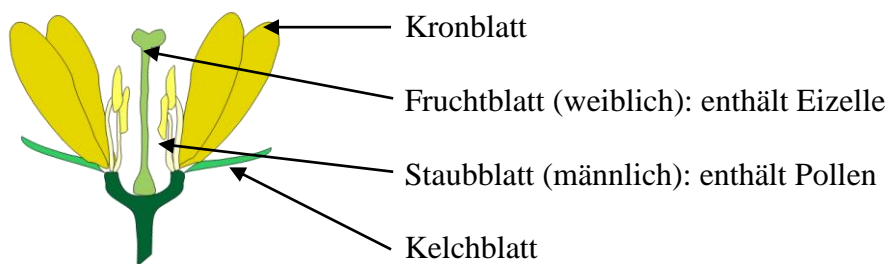 Kronblatt
Fruchtblatt (weiblich): enthält Eizelle
Staubblatt (männlich): enthält Pollen
Kelchblatt